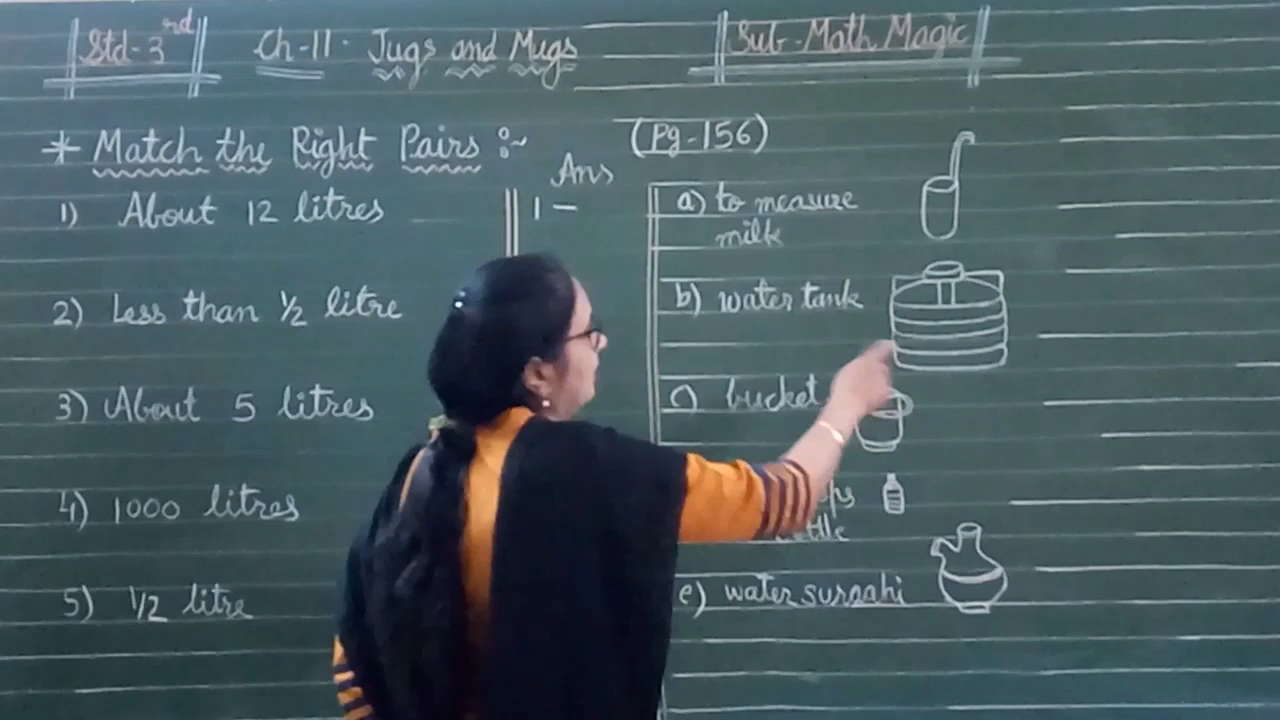 Std-3rd Ch-11. Jugs and Mugs Sub-Math Magic
* Match the Right Pairs :-
(Pg-156)
Ans
1) About 12 litres
1 -
a) to measure
milk
2) Less than 1/2 litre
b) water tank
3) About 5 litres
c) bucket
4) 1000 litres
5) 1/2 litre
e) water surahi